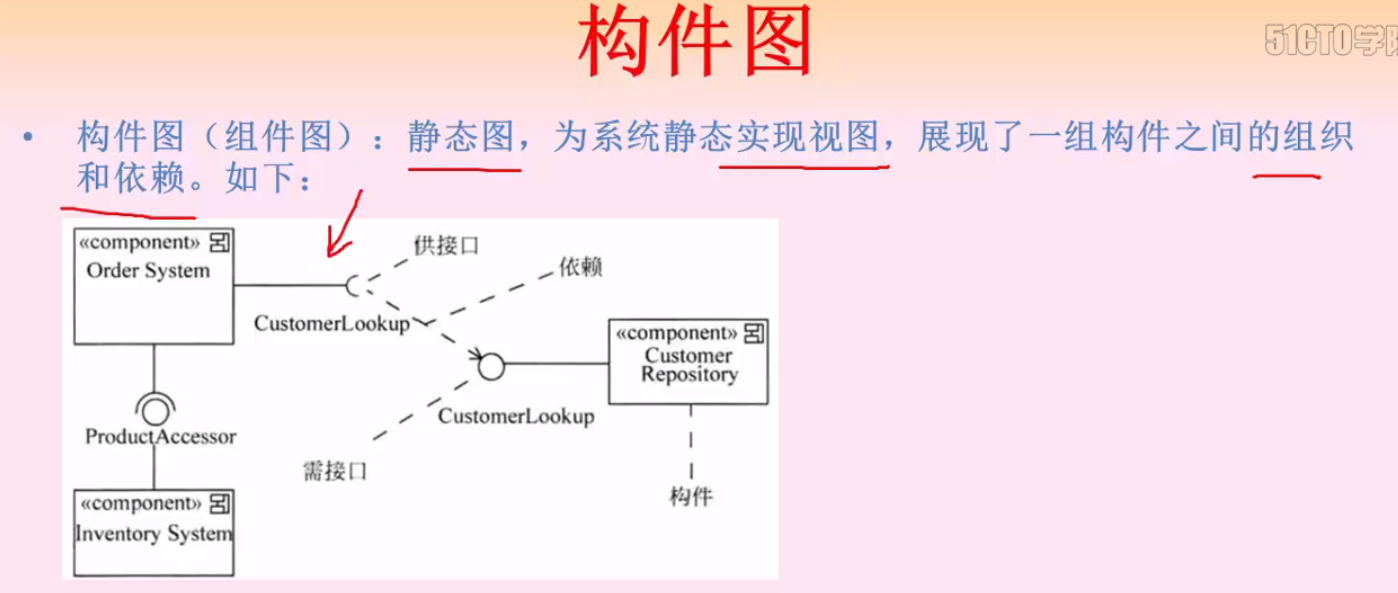 构件图
51CTO学院
• 构件图（组件图）：静态图，为系统静态实现视图，展现了一组构件之间的组织
和依赖。如下：
«component»
Order System
供接口
依赖
CustomerLookup
«component»
Customer
Repository
CustomerLookup
ProductAccessor
需接口
构件
«component»
Inventory System